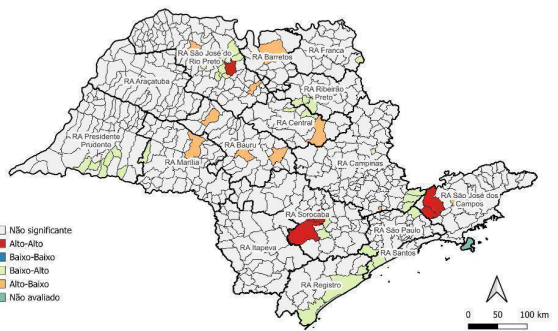 RA São José do
Rio Preto
RA Barretos
RA Franca
RA Araçatuba
RA Ribeirão
Preto
RA Central
RA Presidente
Prudente
RA Bauru
RA Marília
RA Campinas
RA São José dos
Campos
RA Sorocaba
RA São Paulo
RA Itapeva
RA Santos
RA Registro
Não significante
Alto-Alto
Baixo-Baixo
Baixo-Alto
Alto-Baixo
Não avaliado
0 50 100 km